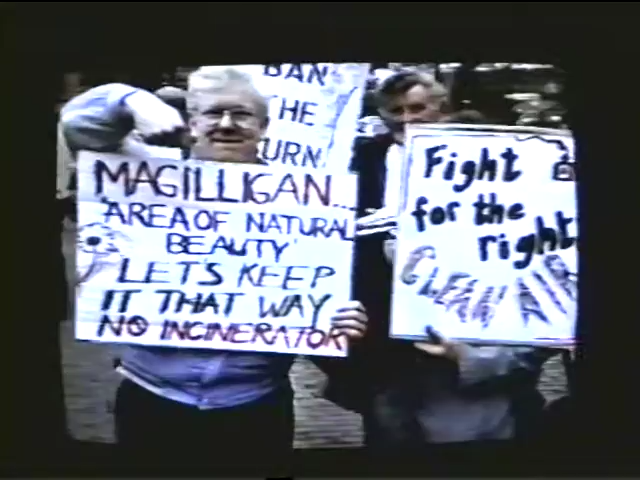 BAN
THE
URN
MAGILLIGAN...
'AREA OF NATURAL
BEAUTY'
LETS KEEP
IT THAT WAY
NO INCINERATOR
Fight
for the
right
CLEAN AIR